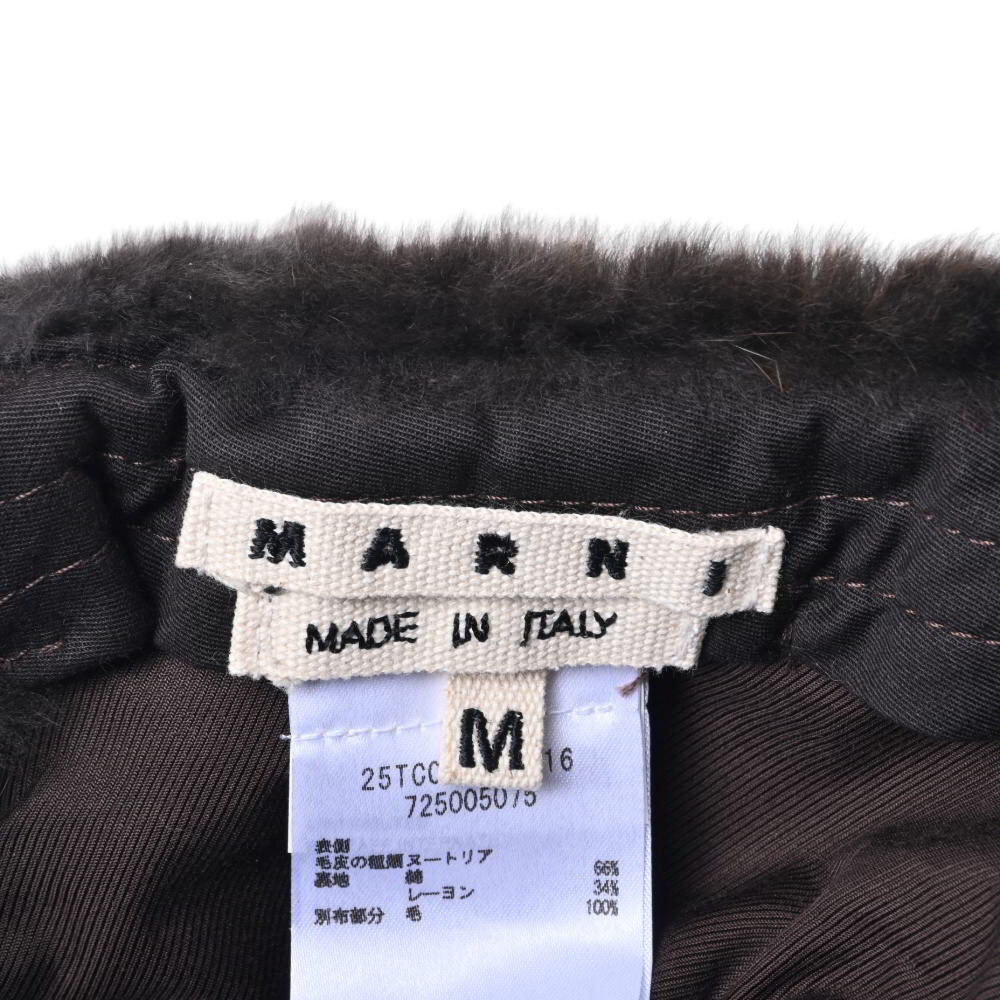 MARNI
MADE IN ITALY
M
25TCC 16
725005075
表側
毛皮の種類 ヌートリア
裏地 綿 66%
レーヨン 34%
別布部分 毛 100%